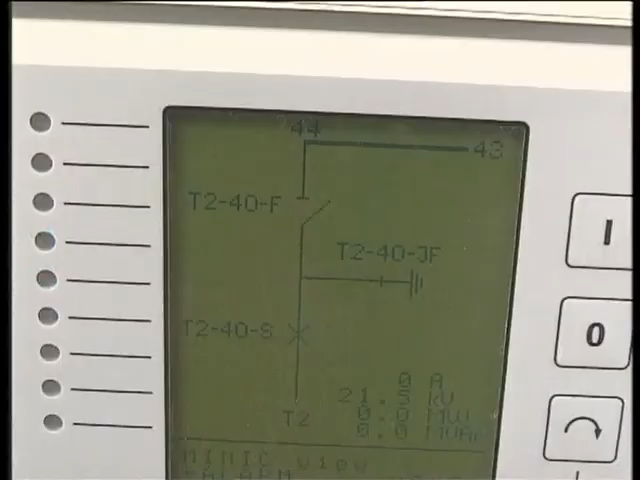 44
43
T2-40-F
T2-40-JF
T2-40-S
0 A
21.5 kV
0.0 MW
T2 0.0 MVAR
MIMIC view
I
0